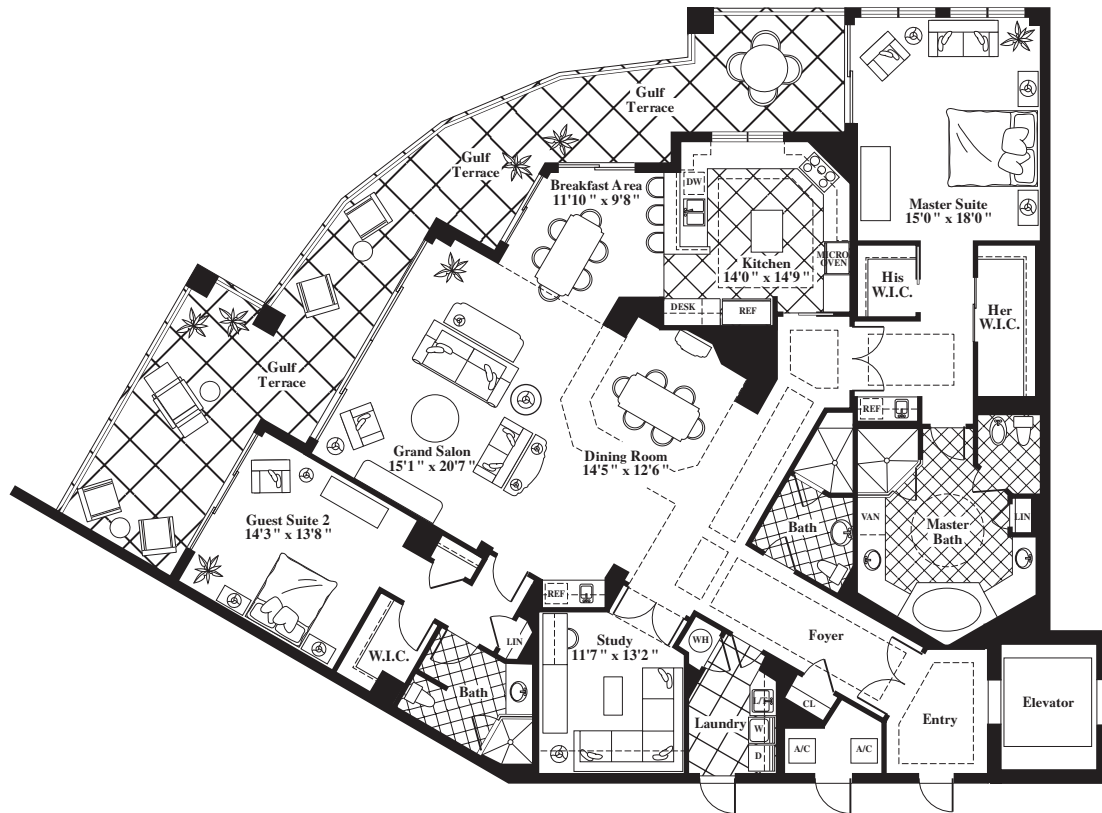 Gulf
Terrace
Gulf
Terrace
Breakfast Area
11'10" x 9'8"
DW
Master Suite
15'0" x 18'0"
Kitchen
14'0" x 14'9"
MICRO
OVEN
His
W.I.C.
Her
W.I.C.
DESK
REF
Gulf
Terrace
REF
Grand Salon
15'1" x 20'7"
Dining Room
14'5" x 12'6"
Guest Suite 2
14'3" x 13'8"
Bath
VAN
Master
Bath
LIN
REF
LIN
Study
11'7" x 13'2"
WH
Foyer
W.I.C.
Bath
Laundry
L/T
W
D
CL
A/C
A/C
Entry
Elevator